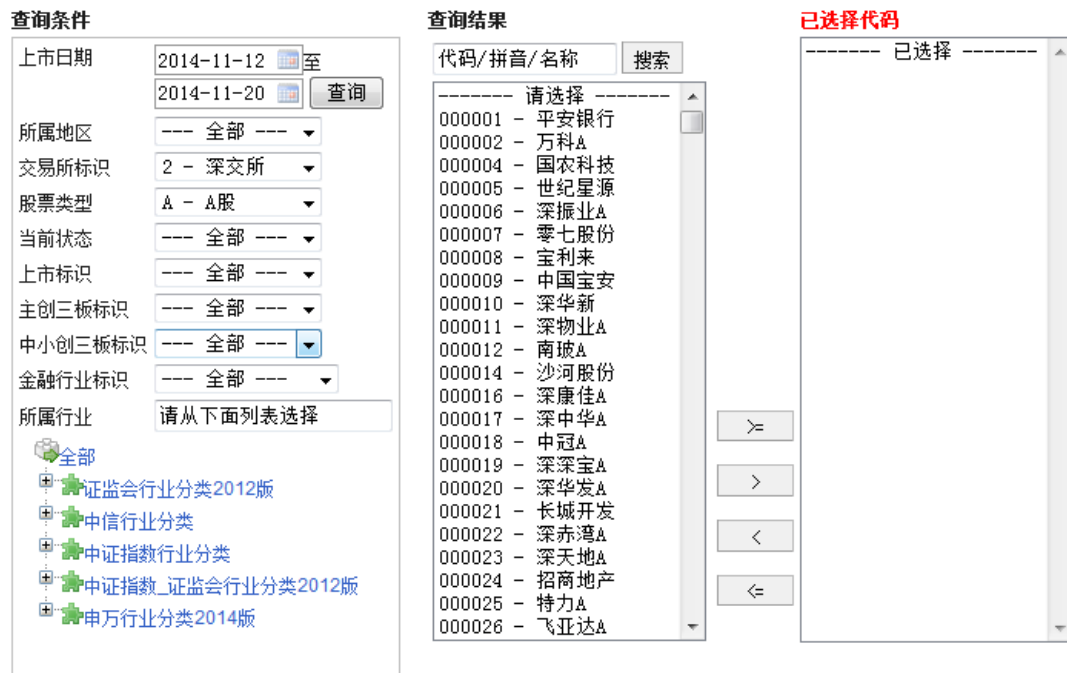 查询条件
上市日期
2014-11-12 至
2014-11-20 查询
所属地区 --- 全部 ---
交易所标识 2 - 深交所
股票类型 A - A股
当前状态 --- 全部 ---
上市标识 --- 全部 ---
主创三板标识 --- 全部 ---
中小创三板标识 --- 全部 ---
金融行业标识 --- 全部 ---
所属行业 请从下面列表选择
全部
证监会行业分类2012版
中信行业分类
中证指数行业分类
中证指数_证监会行业分类2012版
申万行业分类2014版
查询结果
代码/拼音/名称 搜索
------- 请选择 -------
000001 - 平安银行
000002 - 万科A
000004 - 国农科技
000005 - 世纪星源
000006 - 深振业A
000007 - 零七股份
000008 - 宝利来
000009 - 中国宝安
000010 - 深华新
000011 - 深物业A
000012 - 南玻A
000014 - 沙河股份
000016 - 深康佳A
000017 - 深中华A
000018 - 中冠A
000019 - 深深宝A
000020 - 深华发A
000021 - 长城开发
000022 - 深赤湾A
000023 - 深天地A
000024 - 招商地产
000025 - 特力A
000026 - 飞亚达A
>=
>
<
<=
已选择代码
------- 已选择 -------